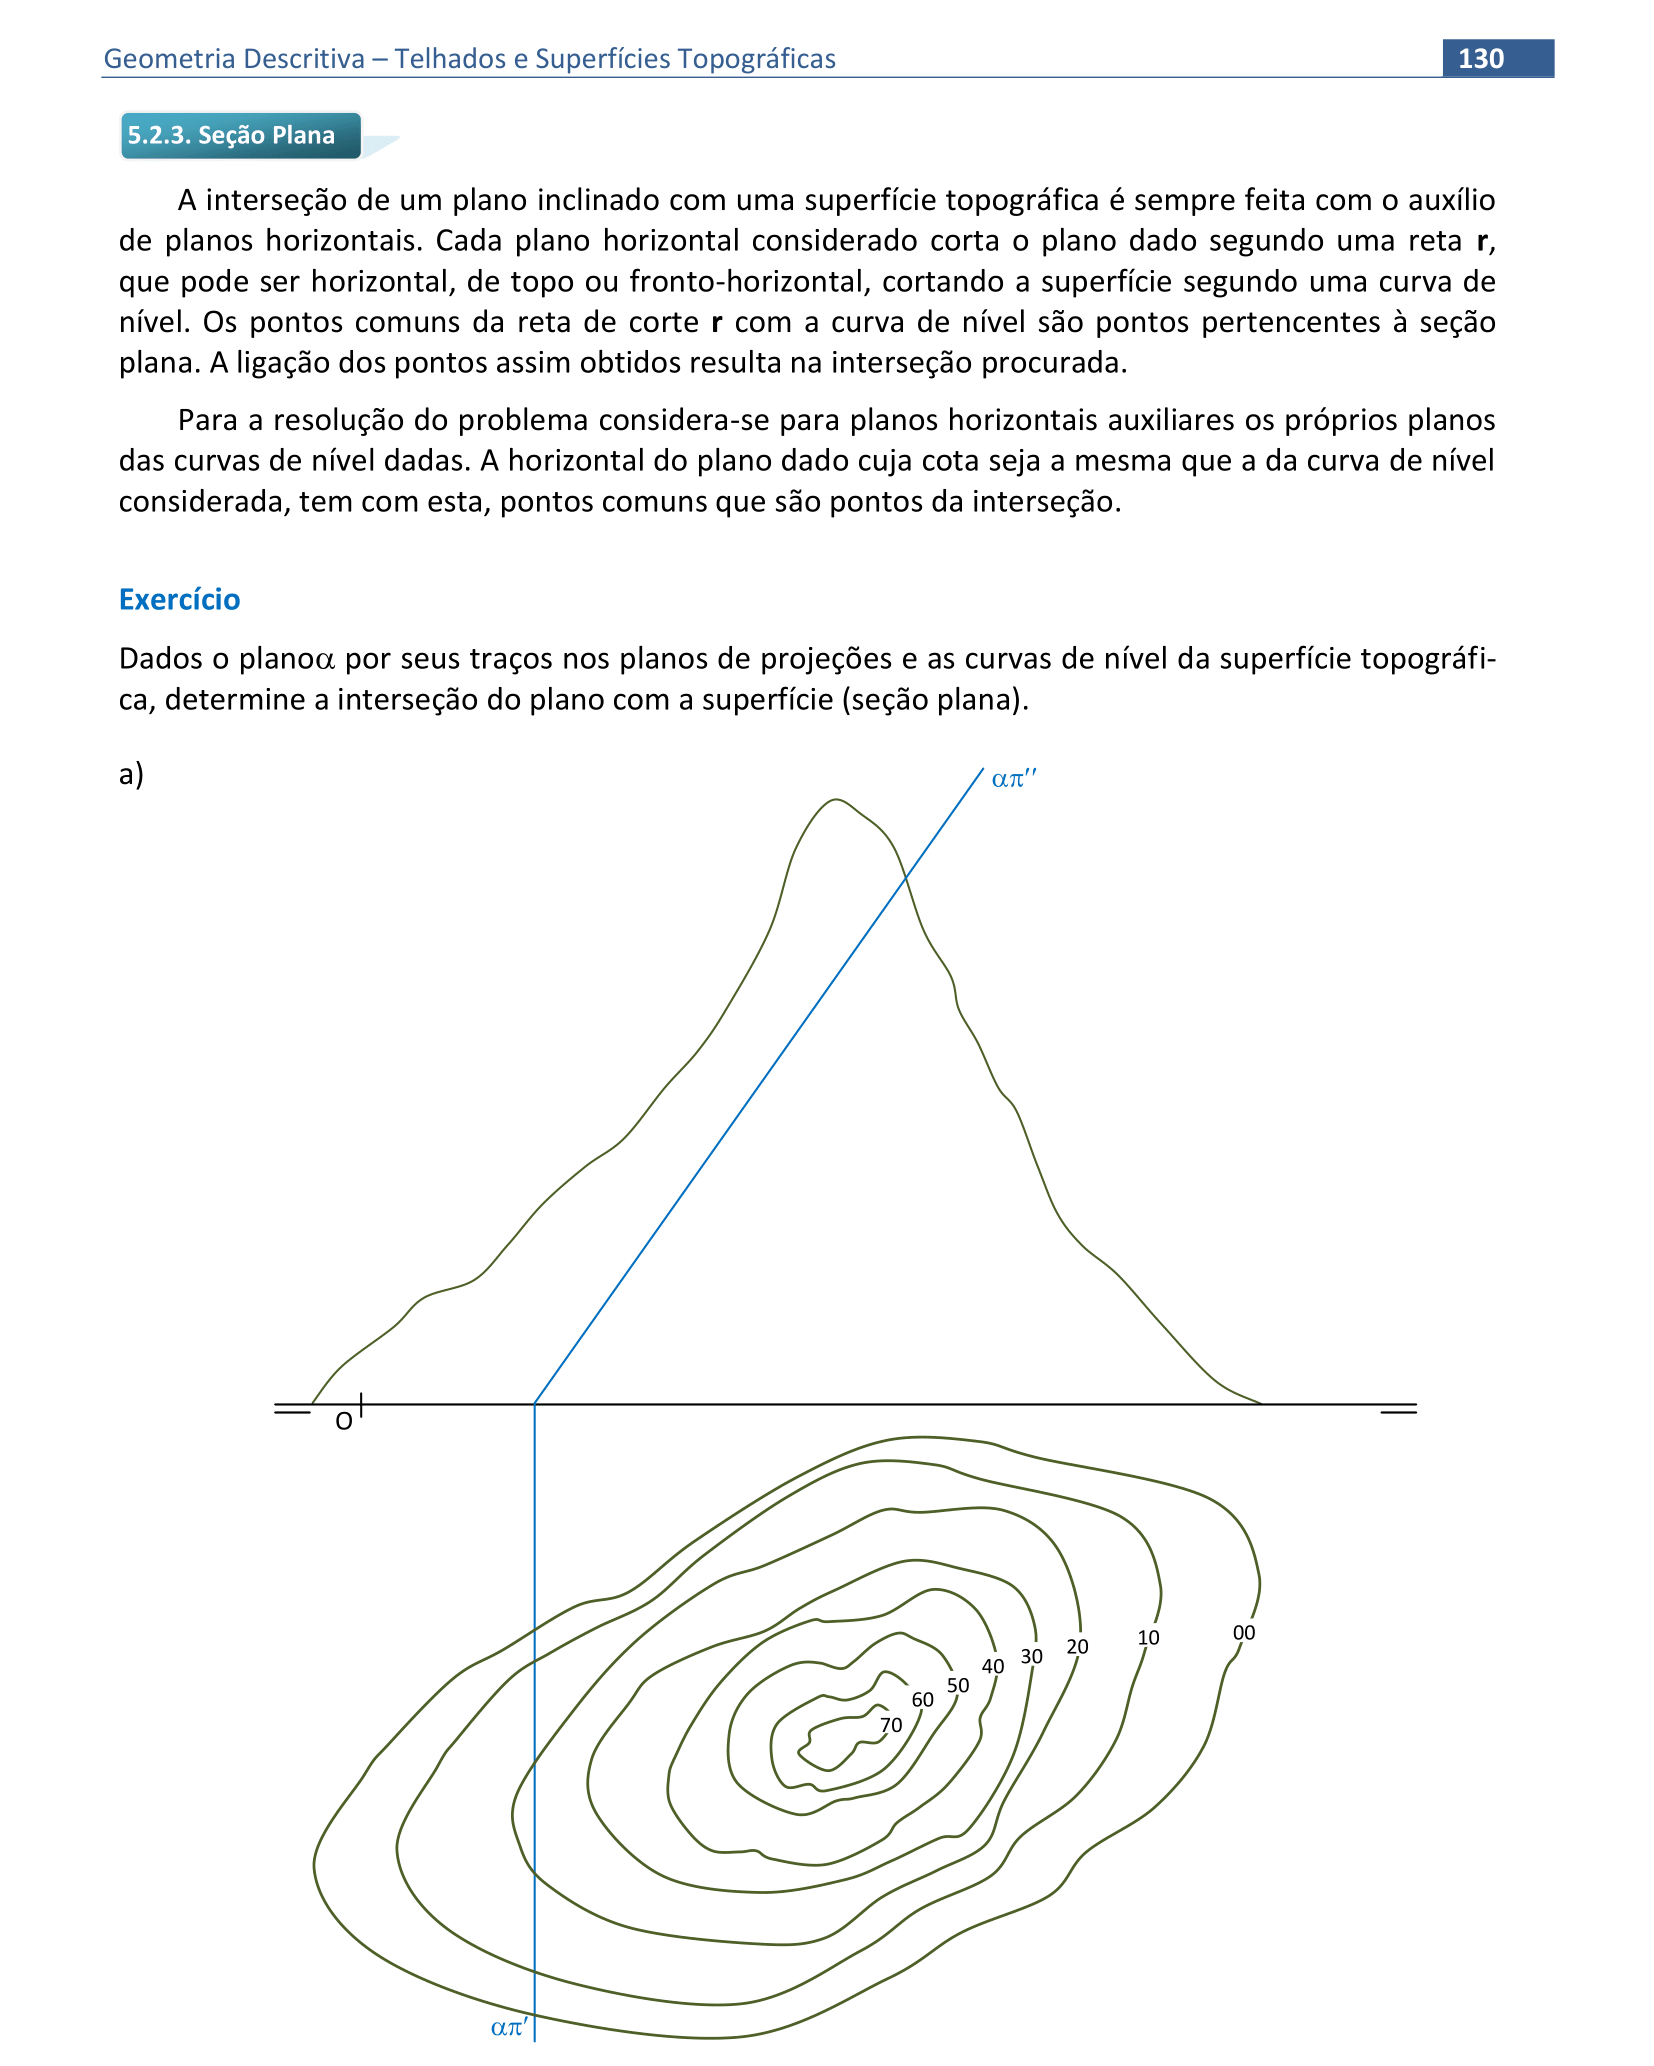 Geometria Descritiva – Telhados e Superfícies Topográficas
130
5.2.3. Seção Plana
A interseção de um plano inclinado com uma superfície topográfica é sempre feita com o auxílio
de planos horizontais. Cada plano horizontal considerado corta o plano dado segundo uma reta r,
que pode ser horizontal, de topo ou fronto-horizontal, cortando a superfície segundo uma curva de
nível. Os pontos comuns da reta de corte r com a curva de nível são pontos pertencentes à seção
plana. A ligação dos pontos assim obtidos resulta na interseção procurada.
Para a resolução do problema considera-se para planos horizontais auxiliares os próprios planos
das curvas de nível dadas. A horizontal do plano dado cuja cota seja a mesma que a da curva de nível
considerada, tem com esta, pontos comuns que são pontos da interseção.
Exercício
Dados o planoα por seus traços nos planos de projeções e as curvas de nível da superfície topográfi-
ca, determine a interseção do plano com a superfície (seção plana).
a)
απ′′
O
00
10
20
30
40
50
60
70
απ′